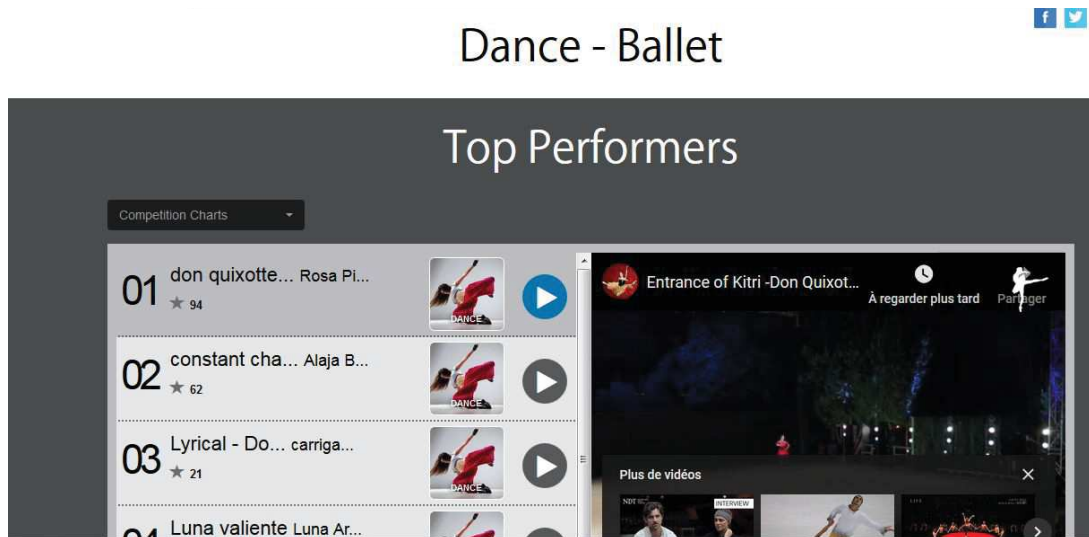 Dance - Ballet
Top Performers
Competition Charts
01 don quixotte... Rosa Pi...
★ 94
DANCE
02 constant cha... Alaja B...
★ 62
DANCE
03 Lyrical - Do... carriga...
★ 21
DANCE
04 Luna valiente Luna Ar...
Entrance of Kitri -Don Quixot...
À regarder plus tard
Partager
Plus de vidéos
NDT
INTERVIEW